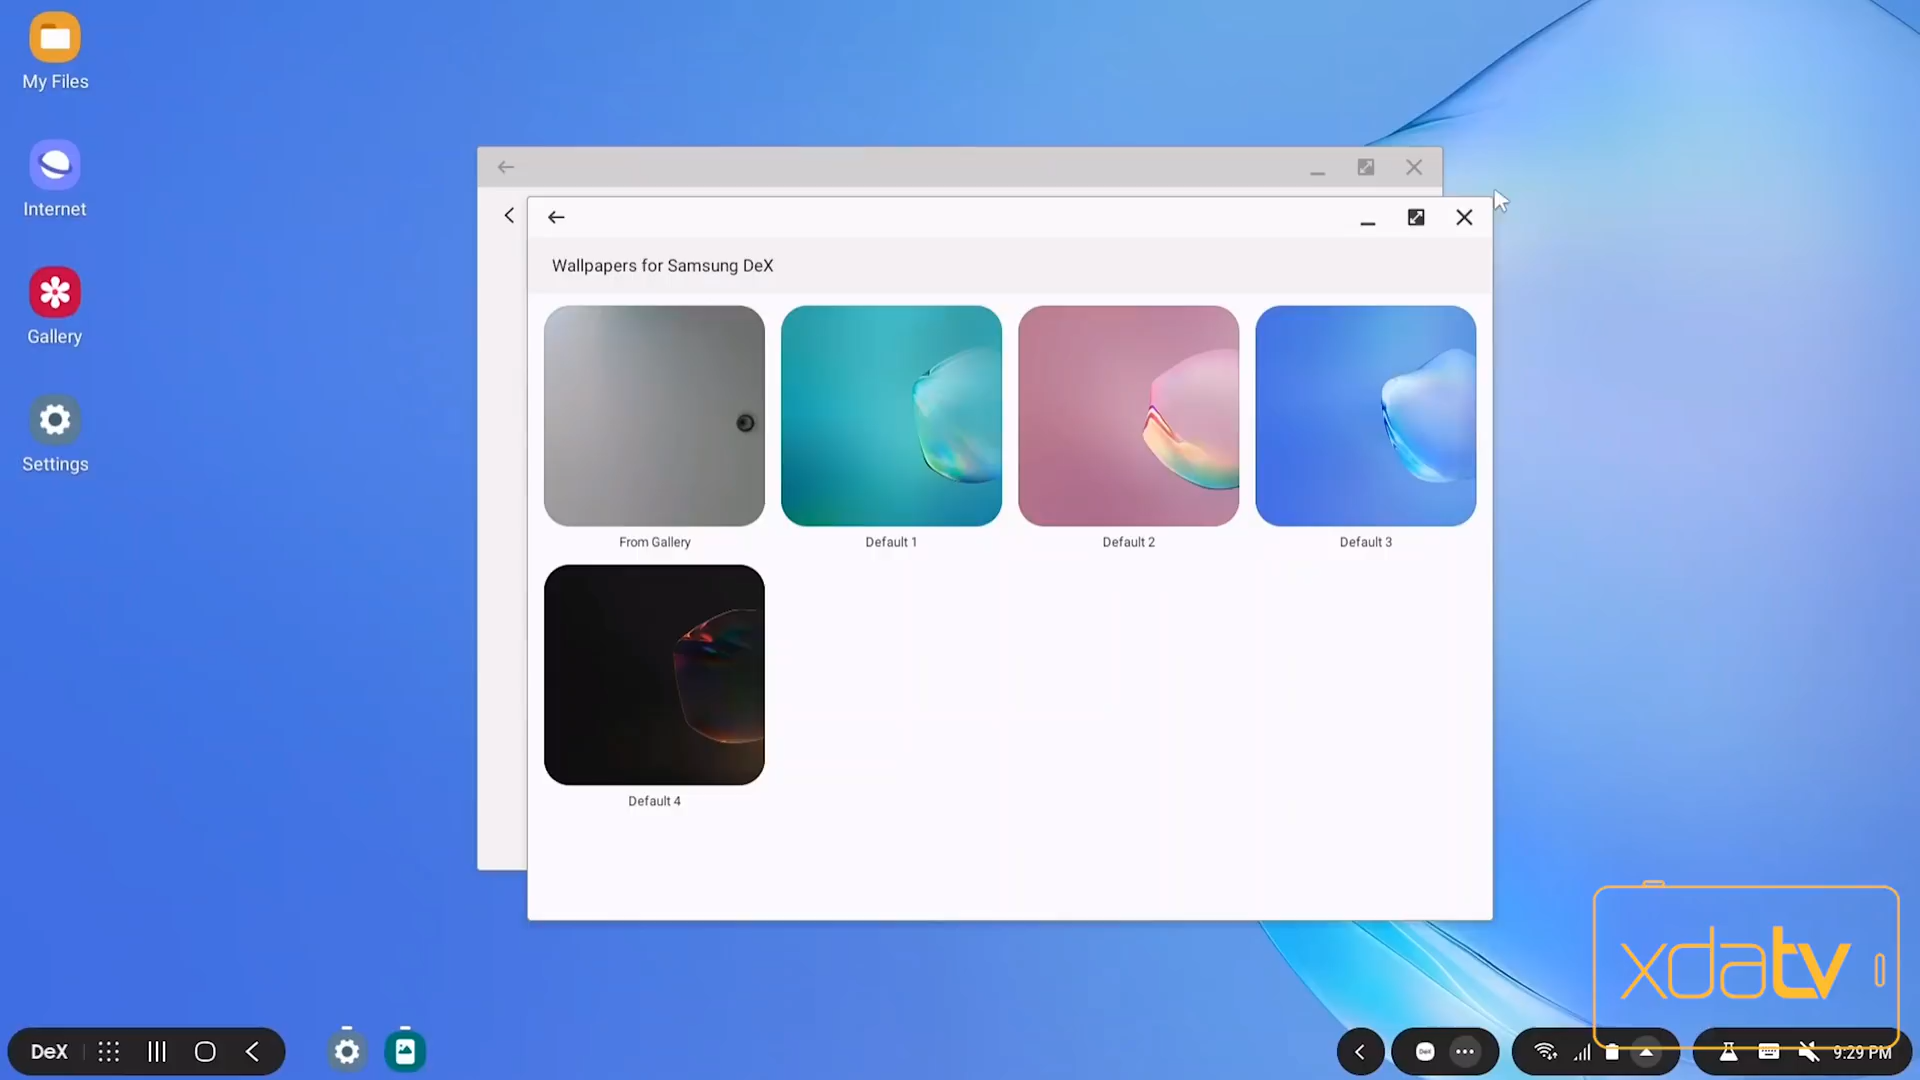 My Files
Internet
Gallery
Settings
Wallpapers for Samsung DeX
From Gallery
Default 1
Default 2
Default 3
Default 4
xdatv
DeX
DeX
9:29 PM